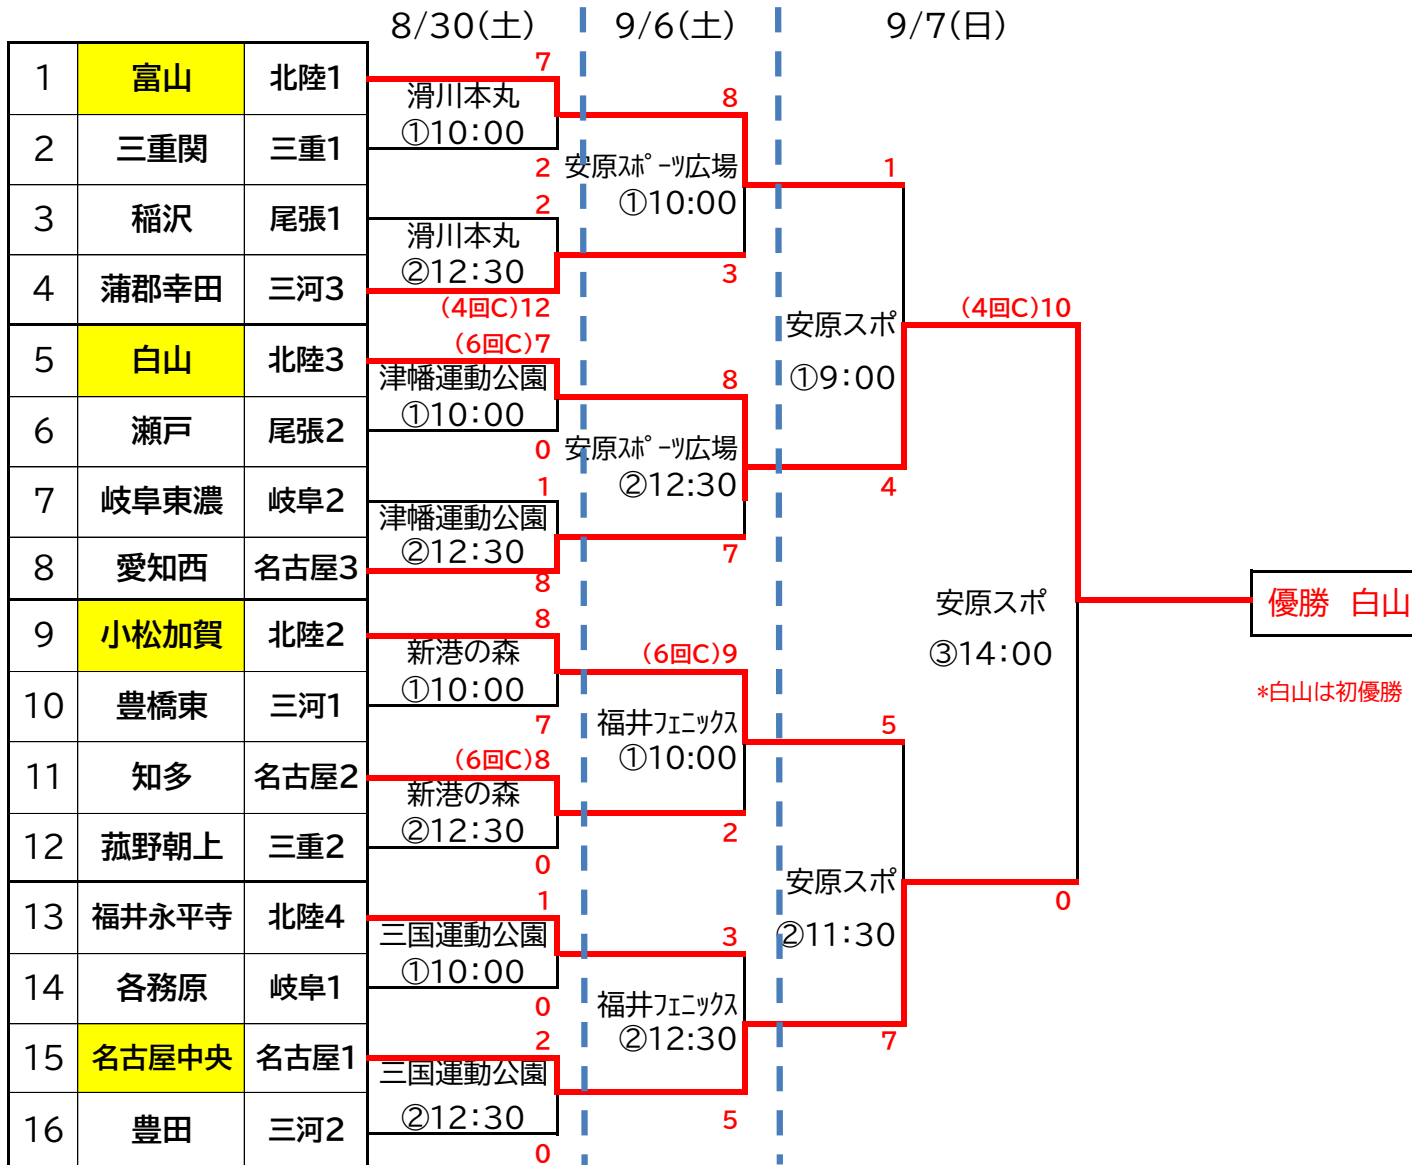 8/30(土) 9/6(土) 9/7(日)
1 富山 北陸1
7
滑川本丸
①10:00
2 三重関 三重1
2
8
安原スポーツ広場
①10:00
1
3 稲沢 尾張1
2
滑川本丸
②12:30
4 蒲郡幸田 三河3
(4回C)12
3
安原スポ
①9:00
(4回C)10
5 白山 北陸3
(6回C)7
津幡運動公園
①10:00
6 瀬戸 尾張2
0
8
安原スポーツ広場
②12:30
4
7 岐阜東濃 岐阜2
1
津幡運動公園
②12:30
8 愛知西 名古屋3
8
7
安原スポ
③14:00
優勝 白山
*白山は初優勝
9 小松加賀 北陸2
8
新港の森
①10:00
10 豊橋東 三河1
7
(6回C)9
福井フェニックス
①10:00
5
11 知多 名古屋2
(6回C)8
新港の森
②12:30
12 菰野朝上 三重2
0
2
安原スポ
②11:30
0
13 福井永平寺 北陸4
1
三国運動公園
①10:00
14 各務原 岐阜1
0
3
福井フェニックス
②12:30
7
15 名古屋中央 名古屋1
2
三国運動公園
②12:30
16 豊田 三河2
0
5